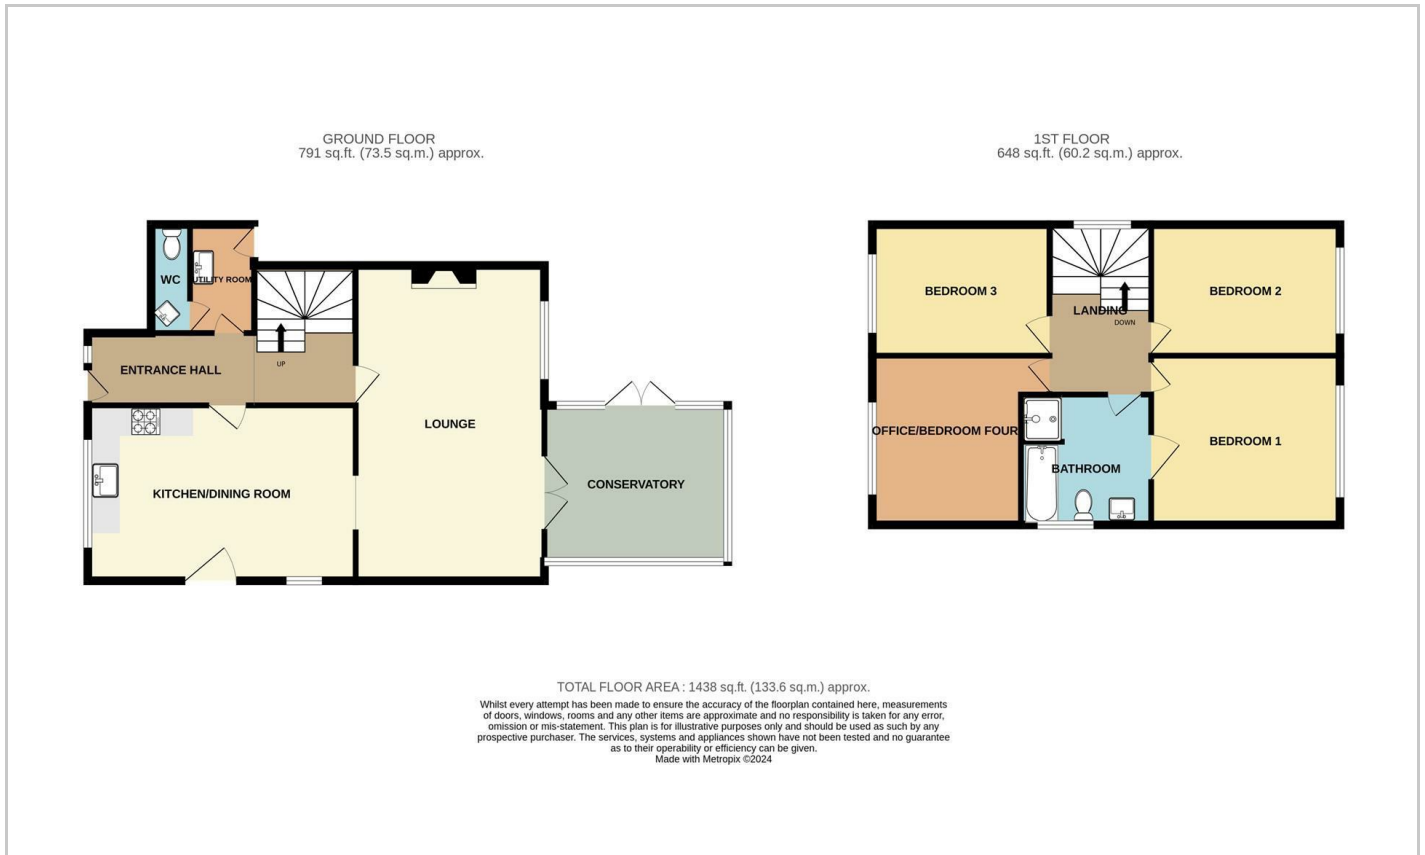 GROUND FLOOR
791 sq.ft. (73.5 sq.m.) approx.
1ST FLOOR
648 sq.ft. (60.2 sq.m.) approx.
WC
UTILITY ROOM
ENTRANCE HALL
UP
LOUNGE
KITCHEN/DINING ROOM
CONSERVATORY
BEDROOM 3
BEDROOM 2
LANDING
DOWN
OFFICE/BEDROOM FOUR
BEDROOM 1
BATHROOM
TOTAL FLOOR AREA : 1438 sq.ft. (133.6 sq.m.) approx.
Whilst every attempt has been made to ensure the accuracy of the floorplan contained here, measurements
of doors, windows, rooms and any other items are approximate and no responsibility is taken for any error,
omission or mis-statement. This plan is for illustrative purposes only and should be used as such by any
prospective purchaser. The services, systems and appliances shown have not been tested and no guarantee
as to their operability or efficiency can be given.
Made with Metropix ©2024